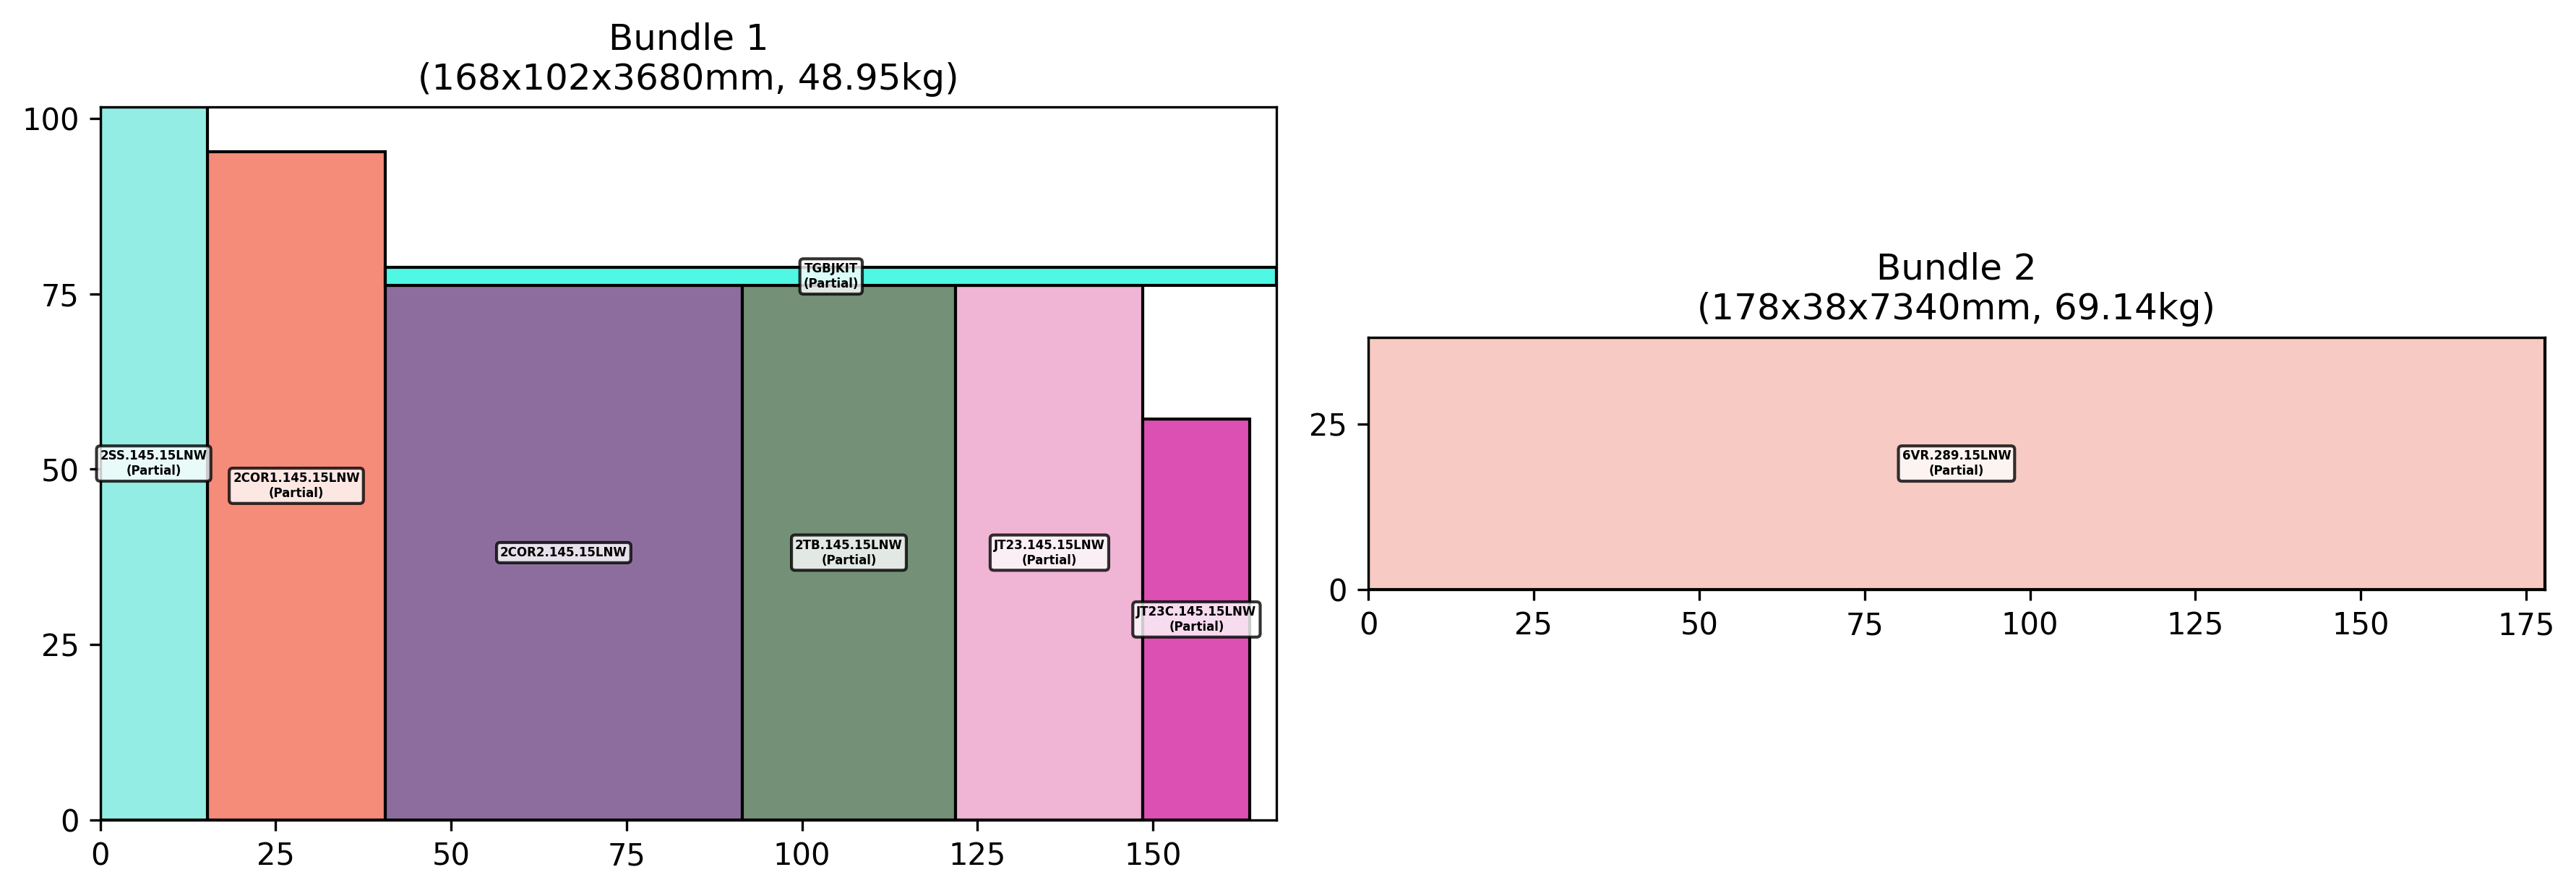 Bundle 1
(168x102x3680mm, 48.95kg)
100
75
50
25
0
0
25
50
75
100
125
150
2SS.145.15LNW
(Partial)
2COR1.145.15LNW
(Partial)
2COR2.145.15LNW
TGBJKIT
(Partial)
2TB.145.15LNW
(Partial)
JT23.145.15LNW
(Partial)
JT23C.145.15LNW
(Partial)
Bundle 2
(178x38x7340mm, 69.14kg)
25
0
0
25
50
75
100
125
150
175
6VR.289.15LNW
(Partial)